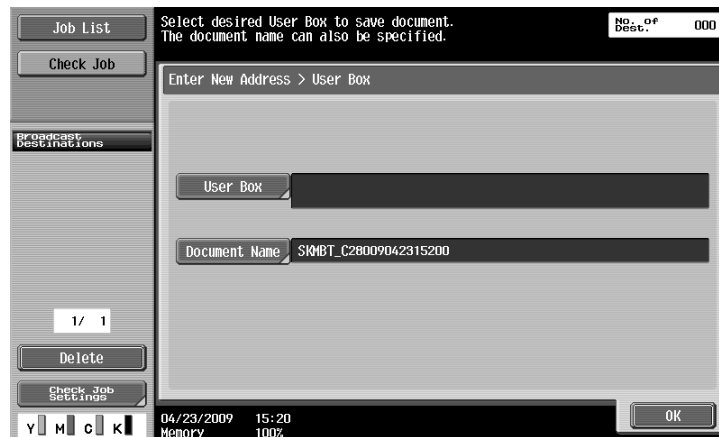 Job List
Check Job
Select desired User Box to save document.
The document name can also be specified.
No. of
Dest.
000
Enter New Address > User Box
Broadcast
Destinations
User Box
Document Name
SKMBT_C28009042315200
1/ 1
Delete
Check Job
Settings
Y M C K
04/23/2009 15:20
Memory 100%
OK